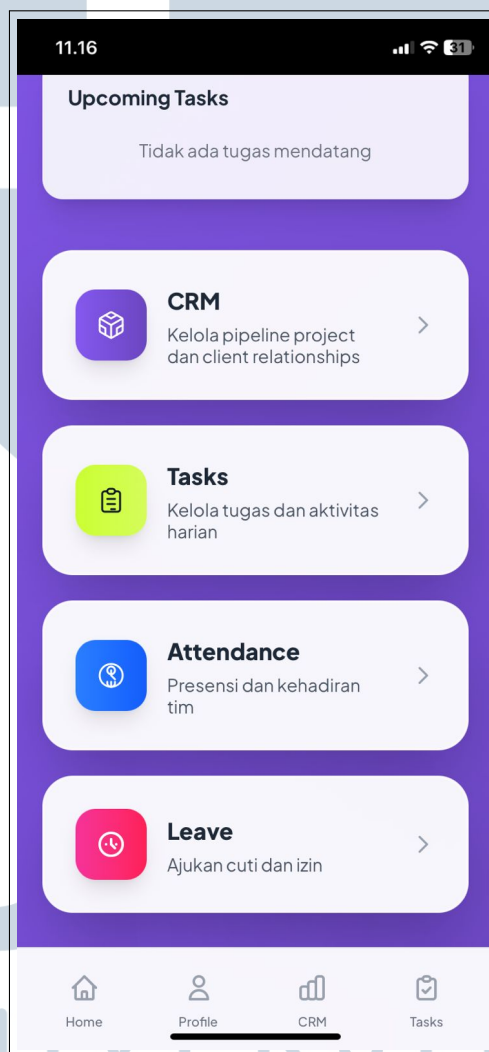 11.16
31
Upcoming Tasks
Tidak ada tugas mendatang
CRM
Kelola pipeline project
dan client relationships
Tasks
Kelola tugas dan aktivitas
harian
Attendance
Presensi dan kehadiran
tim
Leave
Ajukan cuti dan izin
Home
Profile
CRM
Tasks